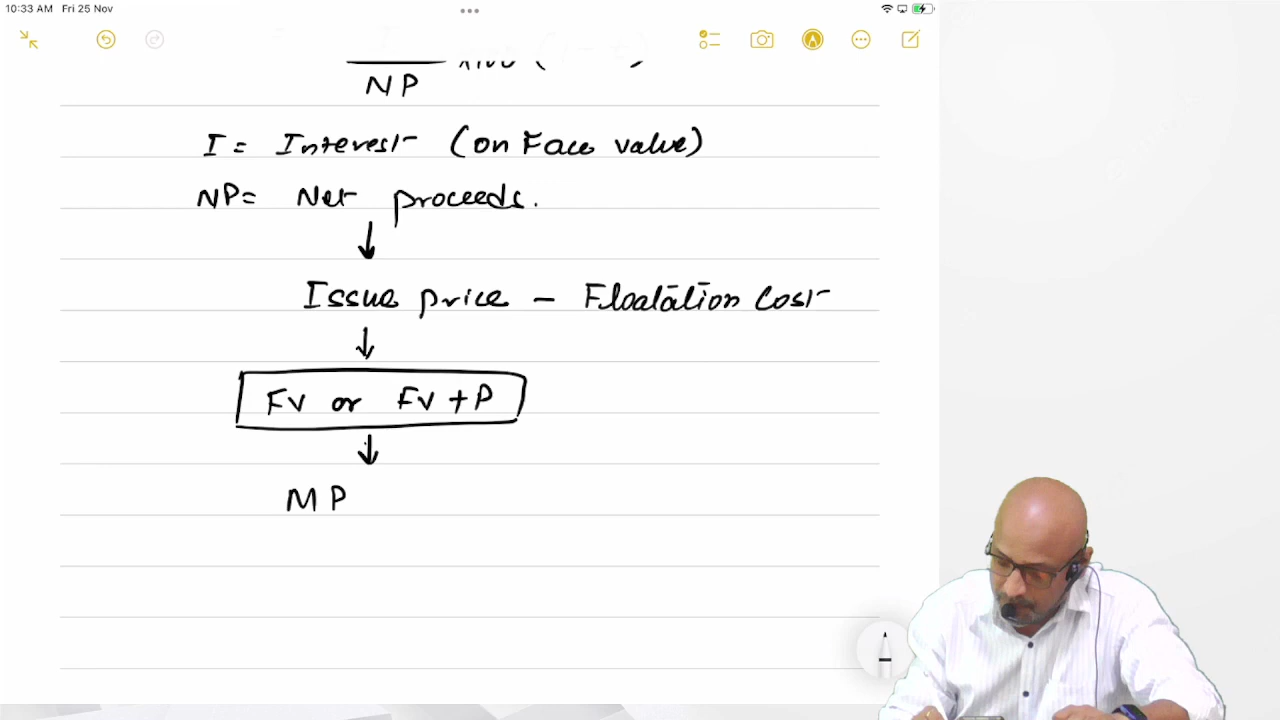 10:33 AM Fri 25 Nov
NP
I = Interest (on Face value)
NP = Net proceeds.
Issue price - Floatation Cost
FV or FV + P
MP